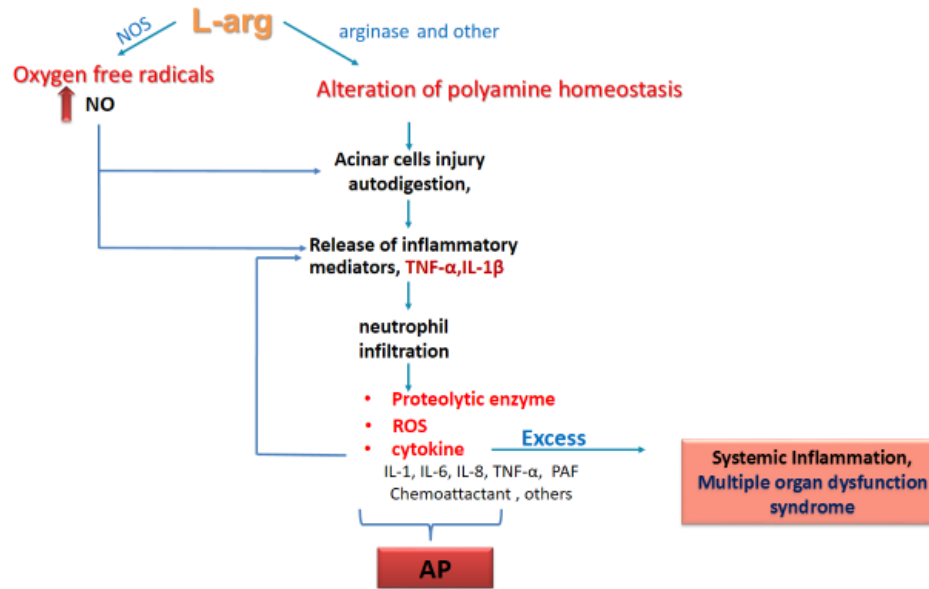 L-arg
NOS
arginase and other
Oxygen free radicals
NO
Alteration of polyamine homeostasis
Acinar cells injury
autodigestion,
Release of inflammatory
mediators, TNF-α,IL-1β
neutrophil
infiltration
• Proteolytic enzyme
• ROS
• cytokine
Excess
IL-1, IL-6, IL-8, TNF-α, PAF
Chemoattactant , others
Systemic Inflammation,
Multiple organ dysfunction
syndrome
AP